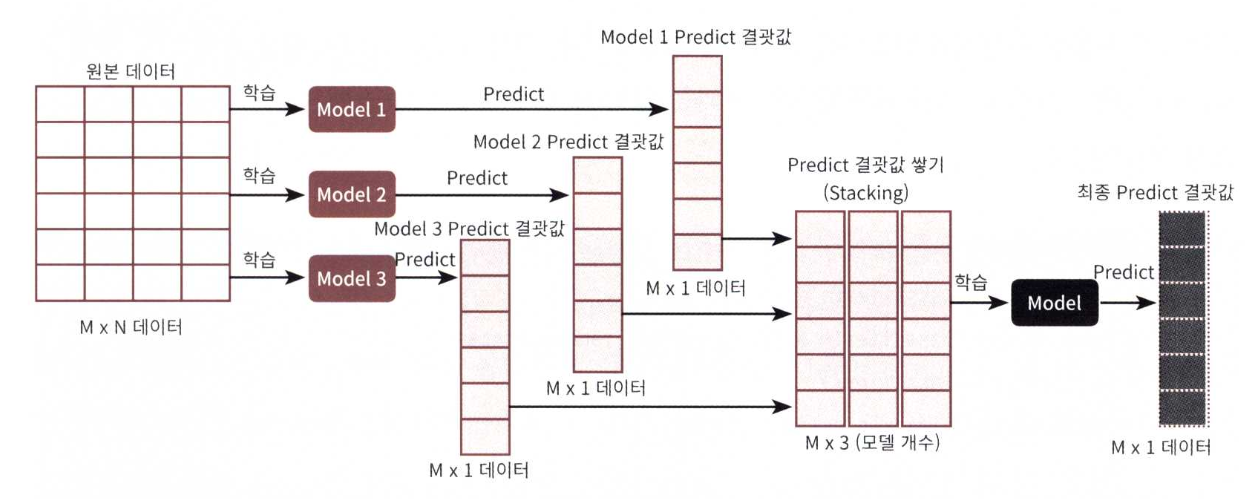 원본 데이터
M x N 데이터
학습
Model 1
Predict
Model 1 Predict 결괏값
M x 1 데이터
학습
Model 2
Predict
Model 2 Predict 결괏값
M x 1 데이터
학습
Model 3
Predict
Model 3 Predict 결괏값
M x 1 데이터
Predict 결괏값 쌓기
(Stacking)
M x 3 (모델 개수)
학습
Model
Predict
최종 Predict 결괏값
M x 1 데이터